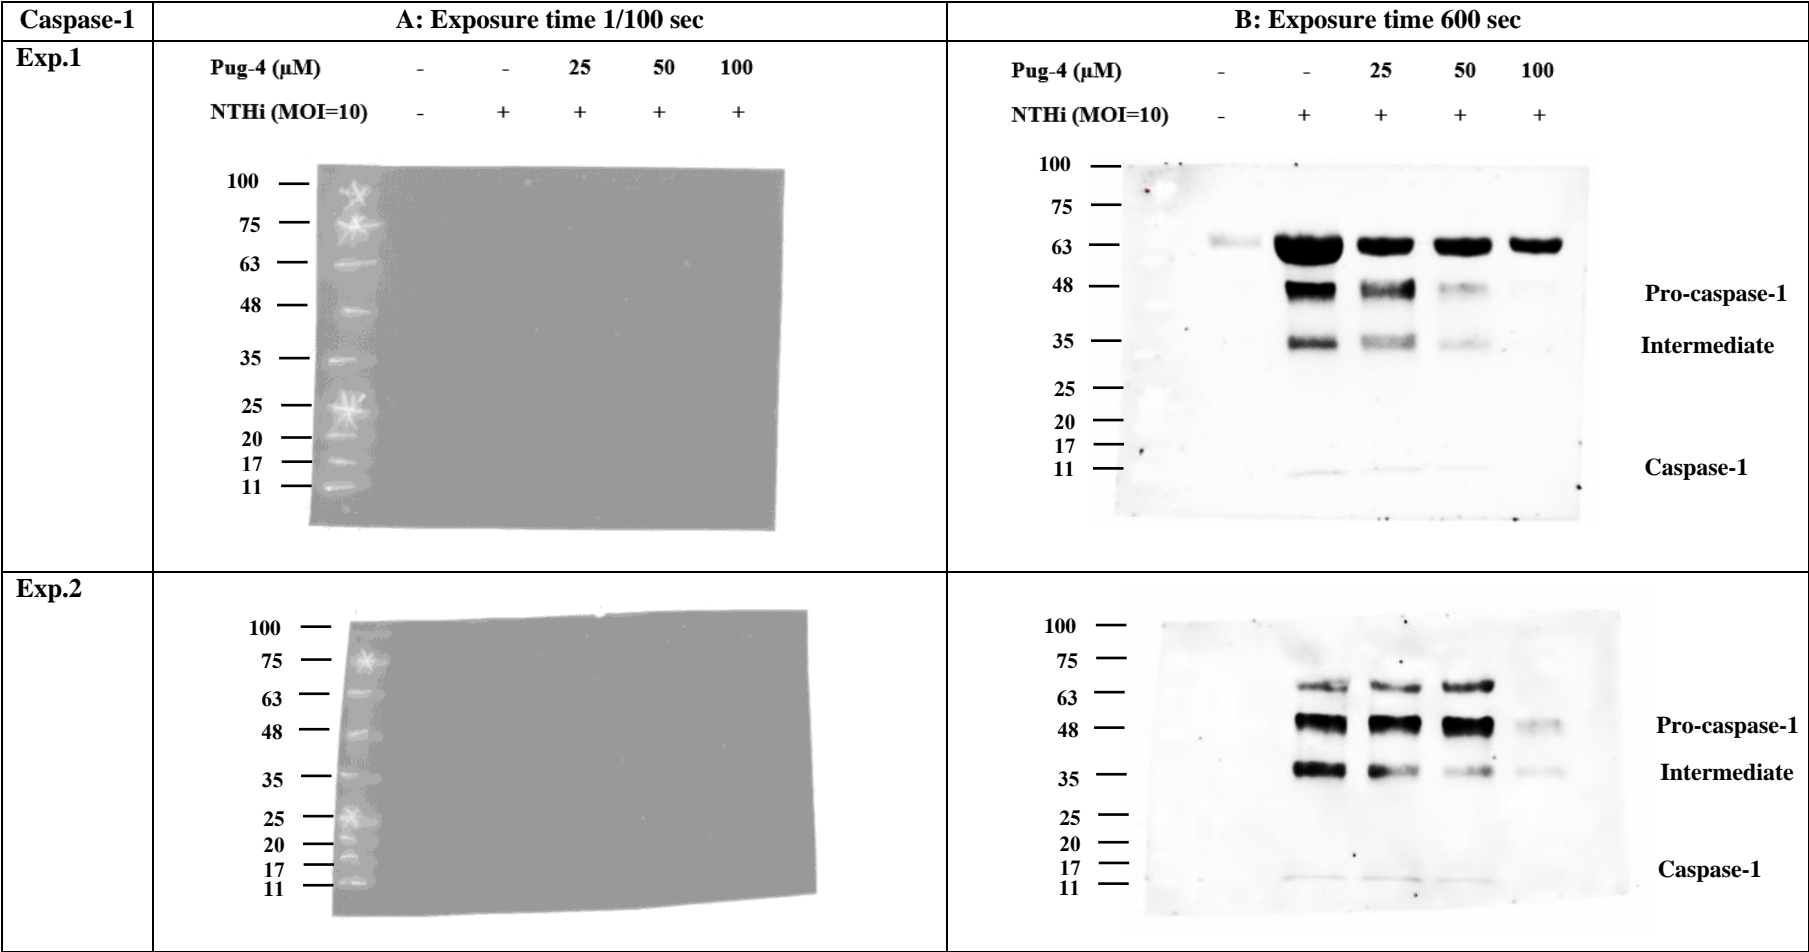 Caspase-1 A: Exposure time 1/100 sec B: Exposure time 600 sec
Exp.1
Pug-4 (μM) - - 25 50 100
NTHi (MOI=10) - + + + +
100
75
63
48
35
25
20
17
11
Pug-4 (μM) - - 25 50 100
NTHi (MOI=10) - + + + +
100
75
63
48
35
25
20
17
11
Pro-caspase-1
Intermediate
Caspase-1
Exp.2
100
75
63
48
35
25
20
17
11
100
75
63
48
35
25
20
17
11
Pro-caspase-1
Intermediate
Caspase-1